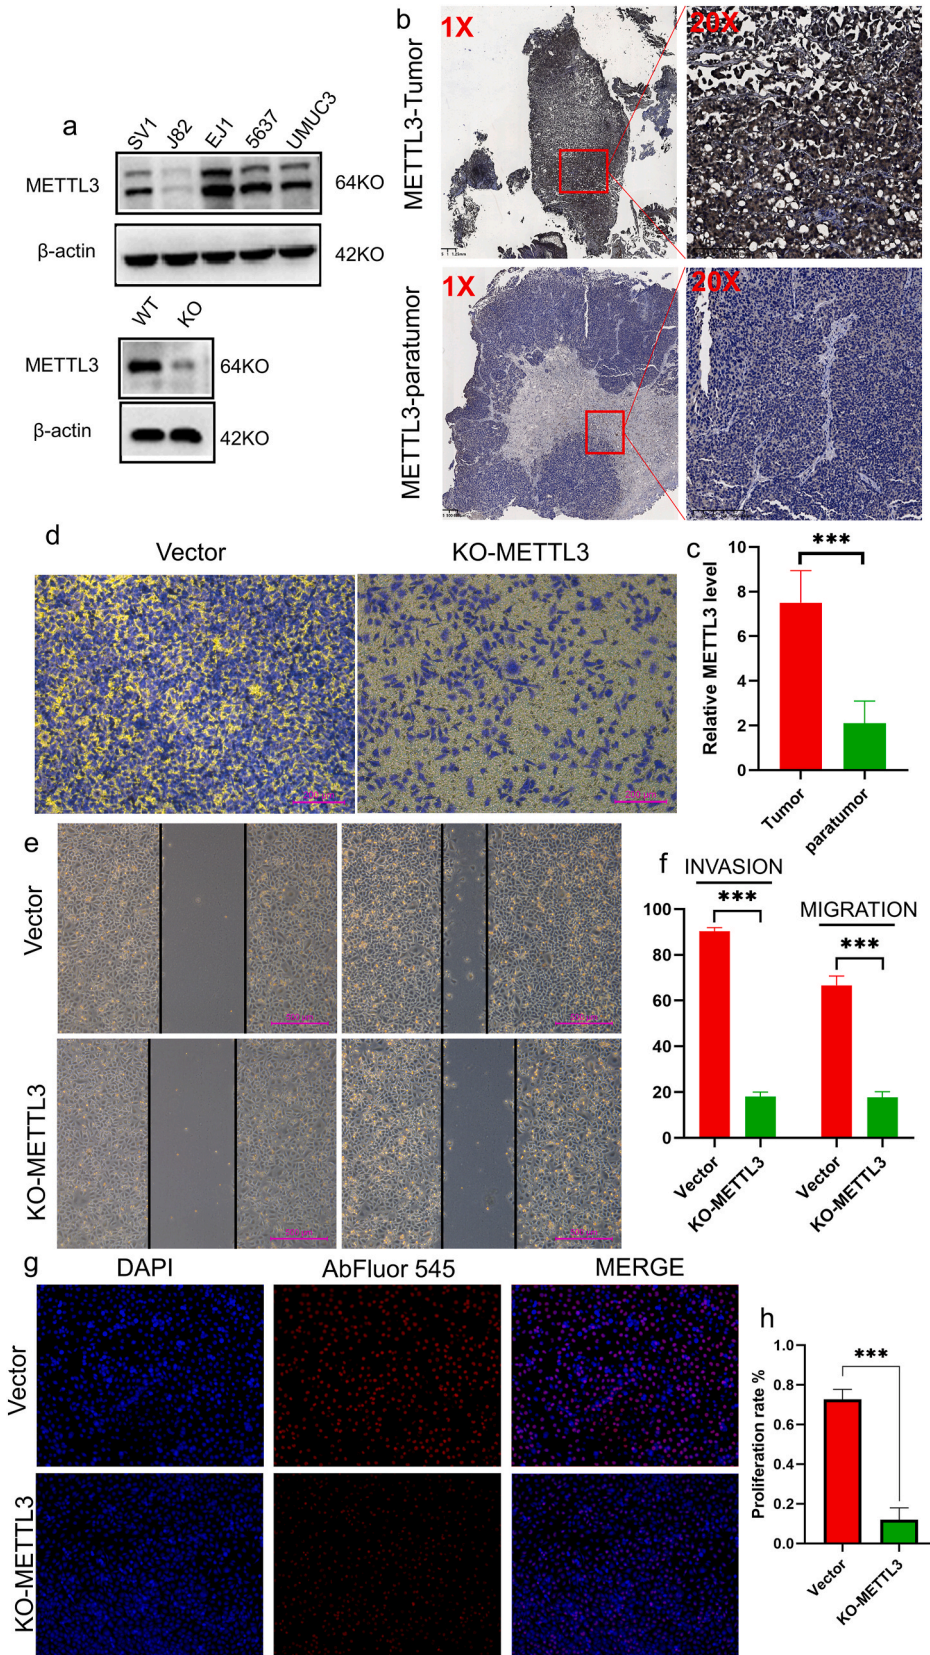 a
SV1
J82
EJ1
5637
UMUC3
METTL3
64KO
β-actin
42KO
WT
KO
METTL3
64KO
β-actin
42KO
b
METTL3-Tumor
1X
20X
METTL3-paratumor
1X
20X
c
Relative METTL3 level
10
8
6
4
2
0
***
Tumor
paratumor
d
Vector
KO-METTL3
200 μm
e
Vector
KO-METTL3
f
INVASION
MIGRATION
***
***
100
80
60
40
20
0
Vector
KO-METTL3
Vector
KO-METTL3
g
DAPI
AbFluor 545
MERGE
Vector
KO-METTL3
h
Proliferation rate %
1.0
0.8
0.6
0.4
0.2
0.0
***
Vector
KO-METTL3